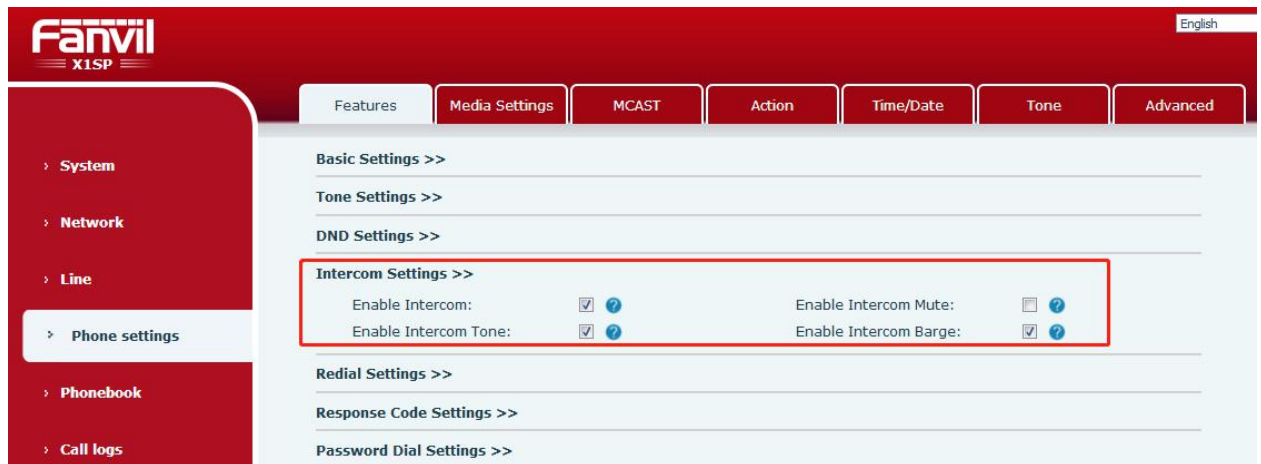 Fanvil
X1SP
English
Features Media Settings MCAST Action Time/Date Tone Advanced
› System
› Network
› Line
› Phone settings
› Phonebook
› Call logs
Basic Settings >>
Tone Settings >>
DND Settings >>
Intercom Settings >>
Enable Intercom: ? Enable Intercom Mute: ?
Enable Intercom Tone: ? Enable Intercom Barge: ?
Redial Settings >>
Response Code Settings >>
Password Dial Settings >>